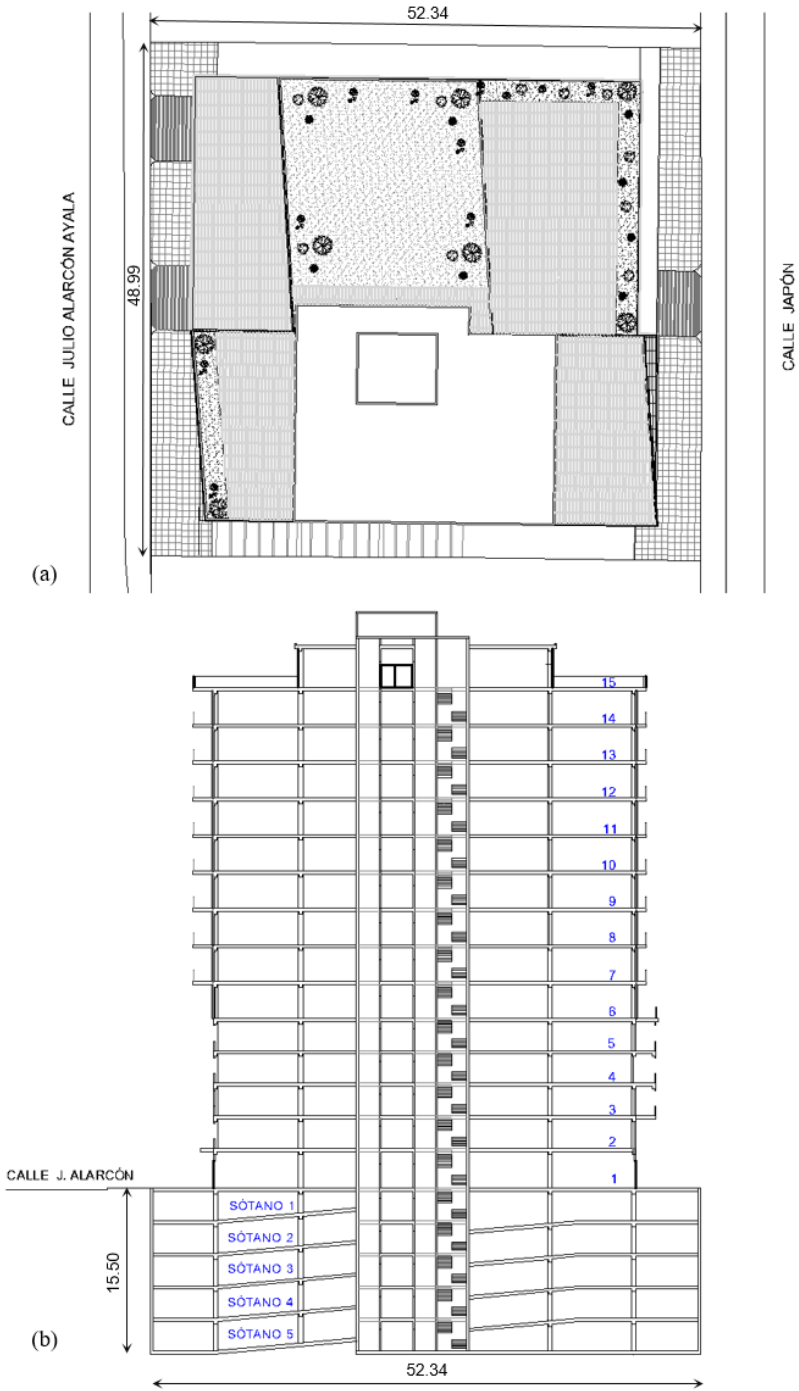 52.34
CALLE JULIO ALARCÓN AYALA
48.99
CALLE JAPÓN
(a)
15
14
13
12
11
10
9
8
7
6
5
4
3
2
CALLE J. ALARCÓN
1
SÓTANO 1
SÓTANO 2
SÓTANO 3
15.50
SÓTANO 4
SÓTANO 5
(b)
52.34